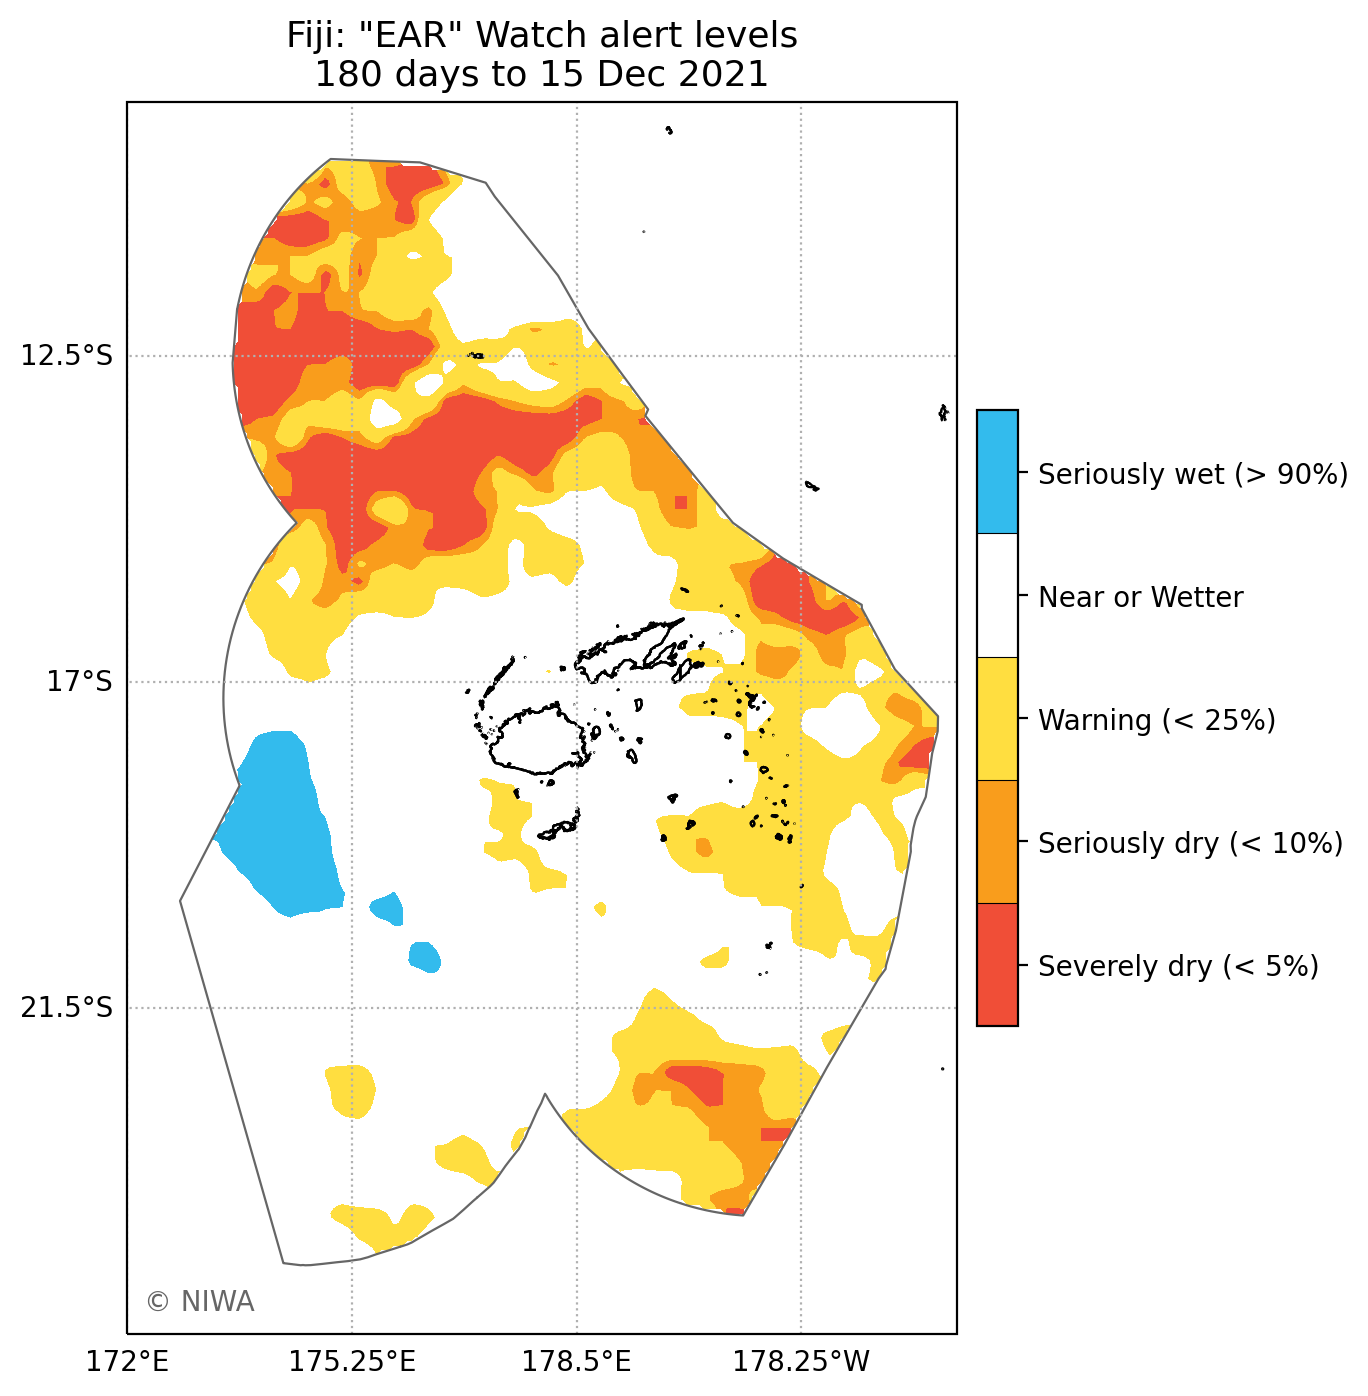 Fiji: "EAR" Watch alert levels
180 days to 15 Dec 2021
12.5°S
17°S
21.5°S
172°E
175.25°E
178.5°E
178.25°W
Seriously wet (> 90%)
Near or Wetter
Warning (< 25%)
Seriously dry (< 10%)
Severely dry (< 5%)
© NIWA